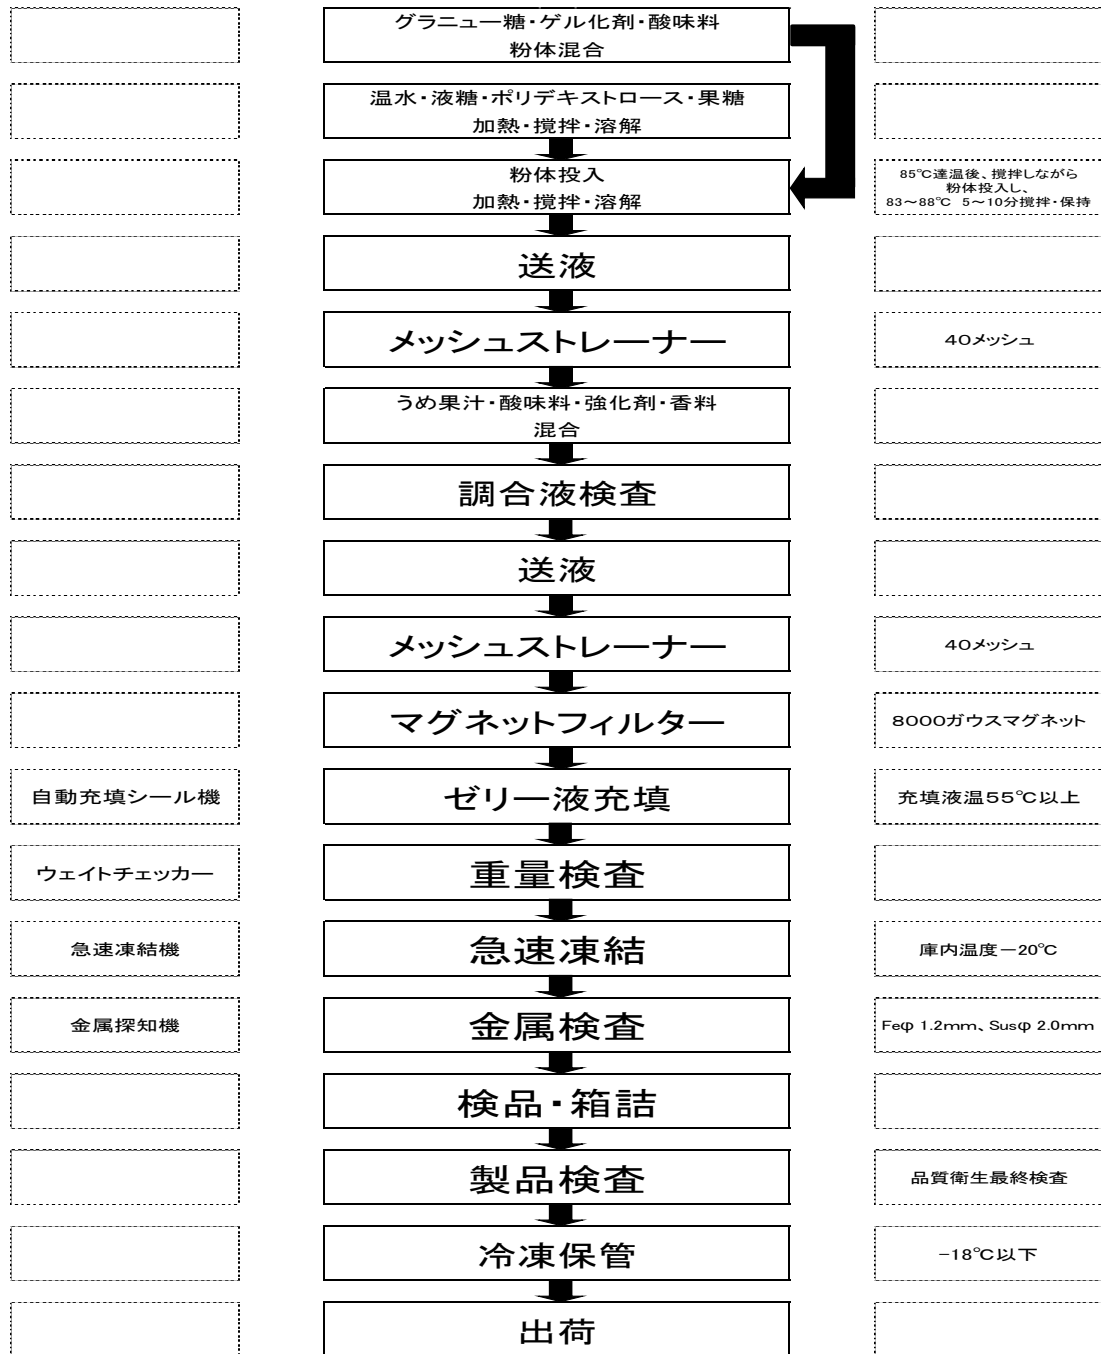 グラニュー糖・ゲル化剤・酸味料
粉体混合
温水・液糖・ポリデキストロース・果糖
加熱・撹拌・溶解
粉体投入
加熱・撹拌・溶解
85℃達温後、撹拌しながら
粉体投入し、
83～88℃ 5～10分撹拌・保持
送液
メッシュストレーナー
40メッシュ
うめ果汁・酸味料・強化剤・香料
混合
調合液検査
送液
メッシュストレーナー
40メッシュ
マグネットフィルター
8000ガウスマグネット
自動充填シール機
ゼリー液充填
充填液温55℃以上
ウェイトチェッカー
重量検査
急速凍結機
急速凍結
庫内温度－20℃
金属探知機
金属検査
Feφ 1.2mm、Susφ 2.0mm
検品・箱詰
製品検査
品質衛生最終検査
冷凍保管
-18℃以下
出荷